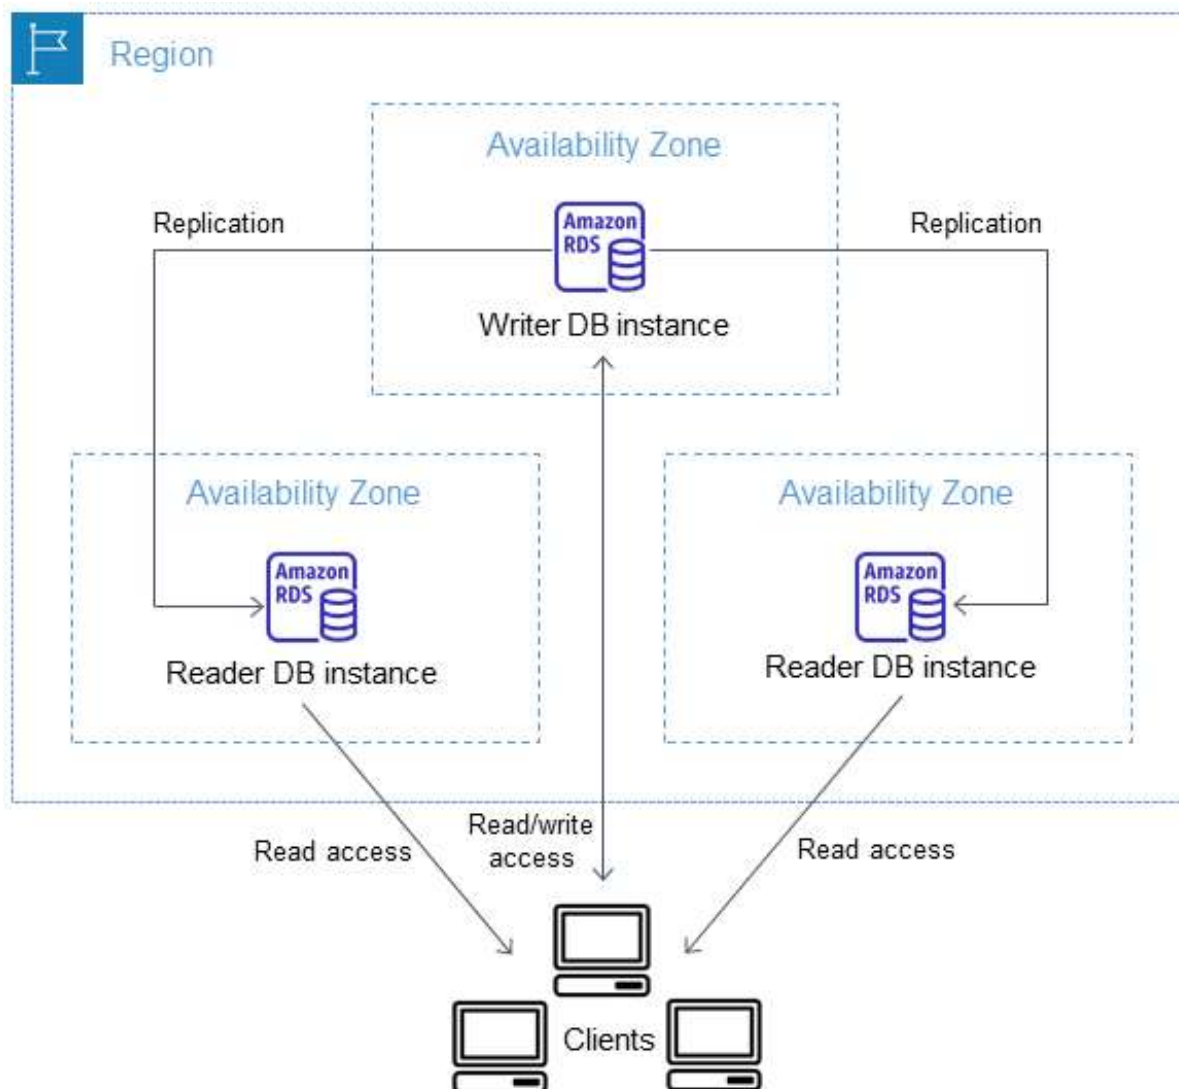 Region
Availability Zone
Replication
Amazon
RDS
Replication
Writer DB instance
Availability Zone
Availability Zone
Amazon
RDS
Amazon
RDS
Reader DB instance
Reader DB instance
Read access
Read/write
access
Read access
Clients